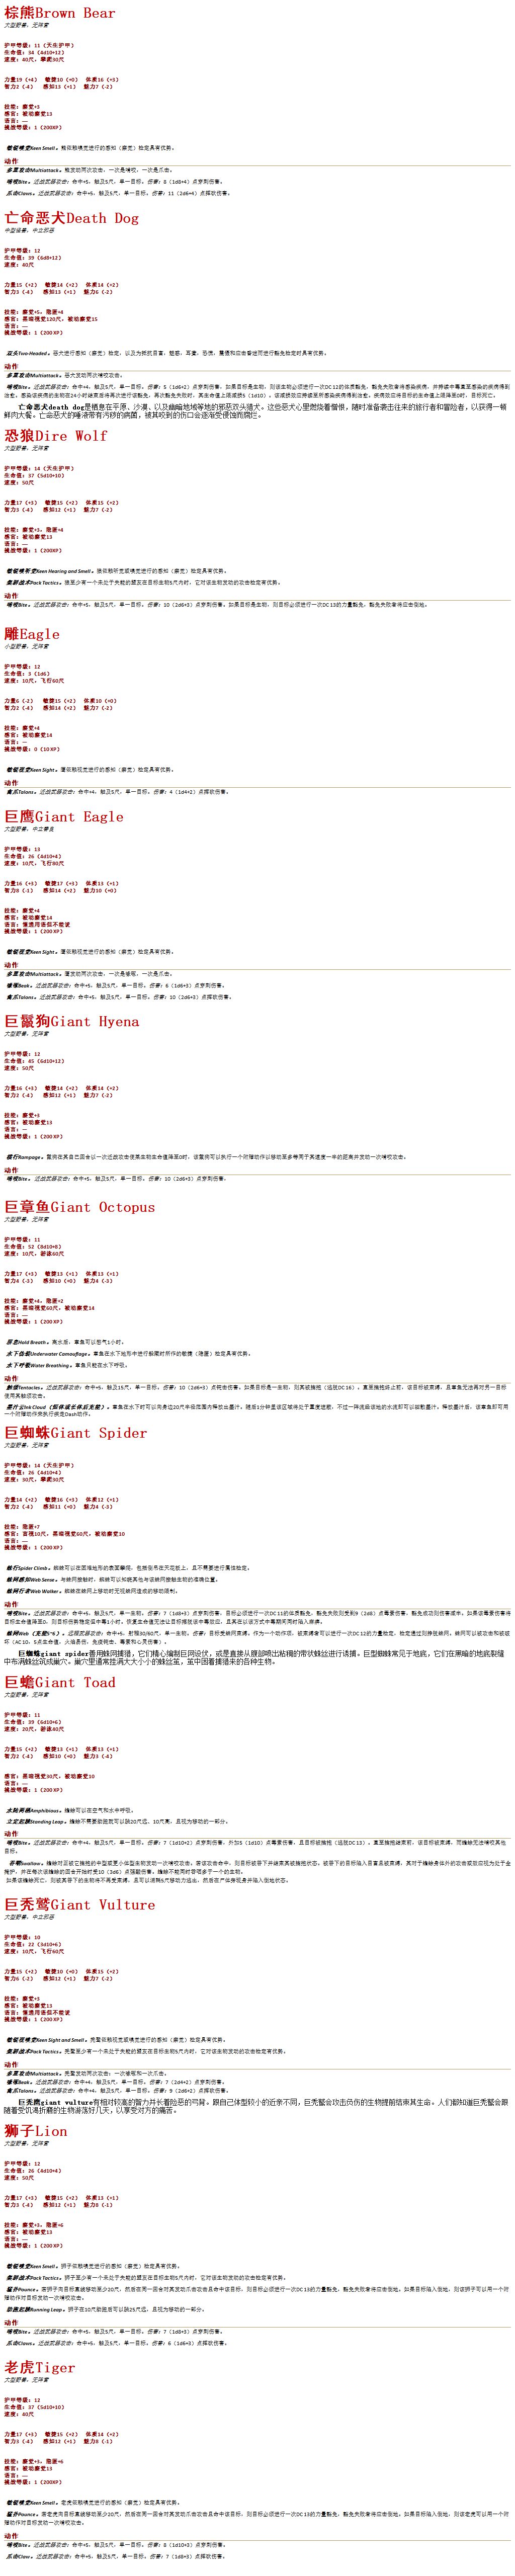 棕熊Brown Bear
大型野兽，无阵营
护甲等级：11（天生护甲）
生命值：34（4d10+12）
速度：40尺，攀爬30尺
力量19（+4） 敏捷10（+0） 体质16（+3）
智力2（-4） 感知13（+1） 魅力7（-2）
技能：察觉+3
感官：被动察觉13
语言：—
挑战等级：1（200XP）
敏锐嗅觉Keen Smell。熊依赖嗅觉进行的感知（察觉）检定具有优势。
动作
多重攻击Multiattack。熊发动两次攻击，一次是啃咬，一次是爪击。
啃咬Bite。近战武器攻击：命中+5，触及5尺，单一目标。伤害：8（1d8+4）点穿刺伤害。
爪击Claws。近战武器攻击：命中+5，触及5尺，单一目标。伤害：11（2d6+4）点挥砍伤害。
亡命恶犬Death Dog
中型怪兽，中立邪恶
护甲等级：12
生命值：39（6d8+12）
速度：40尺
力量15（+2） 敏捷14（+2） 体质14（+2）
智力3（-4） 感知13（+1） 魅力6（-2）
技能：察觉+5，隐匿+4
感官：黑暗视觉120尺，被动察觉15
语言：—
挑战等级：1（200 XP）
双头Two-Headed。恶犬进行感知（察觉）检定，以及为抵抗目盲、魅惑、耳聋、恐慌、震慑和应击昏迷而进行豁免检定时具有优势。
动作
多重攻击Multiattack。恶犬发动两次啃咬攻击。
啃咬Bite。近战武器攻击：命中+4，触及5尺，单一目标。伤害：5（1d6+2）点穿刺伤害。如果目标是生物，则该生物必须进行一次DC12的体质豁免，豁免失败者将感染疾病，并持续中毒直至感染的疾病得到
治愈。感染该疾病的生物在24小时结束后将再次进行该豁免，再次豁免失败时，其生命值上限减损5（1d10），该减损效应持续至所感染疾病得到治愈。疾病效应将目标的生命值上限降至0时，目标死亡。
亡命恶犬death dog是栖息在平原、沙漠、以及幽暗地域等地的邪恶双头猎犬。这些恶犬心里燃烧着憎恨，随时准备袭击往来的旅行者和冒险者，以获得一顿
鲜肉大餐。亡命恶犬的唾液带有污秽的病菌，被其咬到的伤口会逐渐受侵蚀而腐烂。
恐狼Dire Wolf
大型野兽，无阵营
护甲等级：14（天生护甲）
生命值：37（5d10+10）
速度：50尺
力量17（+3） 敏捷15（+2） 体质15（+2）
智力3（-4） 感知12（+1） 魅力7（-2）
技能：察觉+3，隐匿+4
感官：被动察觉13
语言：—
挑战等级：1（200XP）
敏锐嗅听觉Keen Hearing and Smell。狼依赖听觉或嗅觉进行的感知（察觉）检定具有优势。
集群战术Pack Tactics。狼至少有一个未处于失能的盟友在目标生物5尺内时，它对该生物发动的攻击检定有优势。
动作
啃咬Bite。近战武器攻击：命中+5，触及5尺，单一目标。伤害：10（2d6+3）点穿刺伤害。如果目标是生物，则目标必须进行一次DC 13的力量豁免，豁免失败者将应击倒地。
雕Eagle
小型野兽，无阵营
护甲等级：12
生命值：3（1d6）
速度：10尺，飞行60尺
力量6（-2） 敏捷15（+2） 体质10（+0）
智力2（-4） 感知14（+2） 魅力7（-2）
技能：察觉+4
感官：被动察觉14
语言：—
挑战等级：0（10 XP）
敏锐视觉Keen Sight。鹰依赖视觉进行的感知（察觉）检定具有优势。
动作
禽爪Talons。近战武器攻击：命中+4，触及5尺，单一目标。伤害：4（1d4+2）点挥砍伤害。
巨鹰Giant Eagle
大型野兽，中立善良
护甲等级：13
生命值：26（4d10+4）
速度：10尺，飞行80尺
力量16（+3） 敏捷17（+3） 体质13（+1）
智力8（-1） 感知14（+2） 魅力10（+0）
技能：察觉+4
感官：被动察觉14
语言：懂通用语但不能说
挑战等级：1（200 XP）
敏锐视觉Keen Sight。鹰依赖视觉进行的感知（察觉）检定具有优势。
动作
多重攻击Multiattack。鹰发动两次攻击，一次是喙啄，一次是爪击。
喙啄Beak。近战武器攻击：命中+5，触及5尺，单一目标。伤害：6（1d6+3）点穿刺伤害。
禽爪Talons。近战武器攻击：命中+5，触及5尺，单一目标。伤害：10（2d6+3）点挥砍伤害。
巨鬣狗Giant Hyena
大型野兽，无阵营
护甲等级：12
生命值：45（6d10+12）
速度：50尺
力量16（+3） 敏捷14（+2） 体质14（+2）
智力2（-4） 感知12（+1） 魅力7（-2）
技能：察觉+3
感官：被动察觉13
语言：—
挑战等级：1（200 XP）
横行Rampage。鬣狗在其自己回合以一次近战攻击使某生物生命值降至0时，该鬣狗可以执行一个附赠动作以移动至多等同于其速度一半的距离并发动一次啃咬攻击。
动作
啃咬Bite。近战武器攻击：命中+5，触及5尺，单一目标。伤害：10（2d6+3）点穿刺伤害。
巨章鱼Giant Octopus
大型野兽，无阵营
护甲等级：11
生命值：52（8d10+8）
速度：10尺，游泳60尺
力量17（+3） 敏捷13（+1） 体质13（+1）
智力4（-3） 感知10（+0） 魅力4（-3）
技能：察觉+4，隐匿+2
感官：黑暗视觉60尺，被动察觉14
语言：—
挑战等级：1（200 XP）
屏息Hold Breath。离水后，章鱼可以憋气1小时。
水下伪装Underwater Camouflage。章鱼在水下地形中进行躲藏时所作的敏捷（隐匿）检定具有优势。
水下呼吸Water Breathing。章鱼只能在水下呼吸。
动作
触须Tentacles。近战武器攻击：命中+5，触及15尺，单一目标。伤害：10（2d6+3）点钝击伤害。如果目标是一生物，则其被擒抱（逃脱DC 16）。直至擒抱终止前，该目标被束缚，且章鱼无法再对另一目标
使用其触须攻击。
墨汁云Ink Cloud（短休或长休后充能）。章鱼在水下时可以向身边20尺半径范围内释放出墨汁。随后1分钟里该区域将处于重度遮蔽，不过一阵流经该地的水流即可以驱散墨汁。释放墨汁后，该章鱼即可用
一个附赠动作来执行疾走Dash动作。
巨蜘蛛Giant Spider
大型野兽，无阵营
护甲等级：14（天生护甲）
生命值：26（4d10+4）
速度：30尺，攀爬30尺
力量14（+2） 敏捷16（+3） 体质12（+1）
智力2（-4） 感知11（+0） 魅力4（-3）
技能：隐匿+7
感官：盲视10尺，黑暗视觉60尺，被动察觉10
语言：—
挑战等级：1（200XP）
蛛行Spider Climb。蜘蛛可以在困难地形的表面攀爬，包括倒吊在天花板上，且不需要进行属性检定。
蛛网感知Web Sense。与蛛网接触时，蜘蛛可以知晓其他与该蛛网接触生物的准确位置。
蛛网行走Web Walker。蜘蛛在蛛网上移动时无视蛛网造成的移动限制。
动作
啃咬Bite。近战武器攻击：命中+5，触及5尺，单一生物。伤害：7（1d8+3）点穿刺伤害，且目标必须进行一次DC 11的体质豁免，豁免失败则受到9（2d8）点毒素伤害，豁免成功则伤害减半。如果该毒素伤害将
目标生命值降至0，则目标伤势稳定但中毒1小时。恢复生命值无法让目标摆脱该中毒效应，且其在以该方式中毒期间同时陷入麻痹。
蛛网Web（充能5~6）。远程武器攻击：命中+5，射程30/60尺，单一生物。伤害：目标受蛛网束缚。作为一个动作项，被束缚者可以进行一次DC 12的力量检定，检定通过则挣脱蛛网。蛛网可以被攻击和被破
坏（AC 10、5点生命值、火焰易伤、免疫钝击、毒素和心灵伤害）。
巨蜘蛛giant spider善用蛛网捕猎，它们精心编制巨网设伏，或是直接从腹部喷出粘稠的带状蛛丝进行诱捕。巨型蜘蛛常见于地底，它们在黑暗的地底裂缝
中布满蛛丝筑成巢穴。巢穴里通常挂满大大小小的蛛丝茧，茧中困着捕猎来的各种生物。
巨蟾Giant Toad
大型野兽，无阵营
护甲等级：11
生命值：39（6d10+6）
速度：20尺，游泳40尺
力量15（+2） 敏捷13（+1） 体质13（+1）
智力2（-4） 感知10（+0） 魅力3（-4）
感官：黑暗视觉30尺，被动察觉10
语言：—
挑战等级：1（200XP）
水陆两栖Amphibious。蟾蜍可以在空气和水中呼吸。
立定起跳Standing Leap。蟾蜍不需要助跑就可以跳20尺远、10尺高，且视为移动的一部分。
动作
啃咬Bite。近战武器攻击：命中+4，触及5尺，单一目标。伤害：7（1d10+2）点穿刺伤害，外加5（1d10）点毒素伤害，且目标被擒抱（逃脱DC 13）。直至擒抱结束前，该目标被束缚，而蟾蜍无法啃咬其他
目标。
吞咽Swallow。蟾蜍对正被它擒抱的中型或更小体型生物发动一次啃咬攻击。若该攻击命中，则目标被吞下并结束其被擒抱状态。被吞下的目标陷入目盲且被束缚，其对于蟾蜍身体外的攻击或效应视为处于全
掩护，并在每次该蟾蜍的回合开始时受10（3d6）点强酸伤害。蟾蜍不能同时吞咽多于一个的生物。
如果该蟾蜍死亡，则被其吞下的生物将不再受束缚，且可以消耗5尺移动力逃出，然后在尸体旁现身并陷入倒地状态。
巨秃鹫Giant Vulture
大型野兽，中立邪恶
护甲等级：10
生命值：22（3d10+6）
速度：10尺，飞行60尺
力量15（+2） 敏捷10（+0） 体质15（+2）
智力6（-2） 感知12（+1） 魅力7（-2）
技能：察觉+3
感官：被动察觉13
语言：懂通用语但不能说
挑战等级：1（200 XP）
敏锐视嗅觉Keen Sight and Smell。秃鹫依赖视觉或嗅觉进行的感知（察觉）检定具有优势。
集群战术Pack Tactics。秃鹫至少有一个未处于失能的盟友在目标生物5尺内时，它对该生物发动的攻击检定具有优势。
动作
多重攻击Multiattack。秃鹫发动两次攻击：一次喙啄和一次爪击。
喙啄Beak。近战武器攻击：命中+4，触及5尺，单一目标。伤害：7（2d4+2）点穿刺伤害。
禽爪Talons。近战武器攻击：命中+4，触及5尺，单一目标。伤害：9（2d6+2）点挥砍伤害。
巨秃鹰giant vulture有相对较高的智力并长着险恶的弯脊。跟自己体型较小的近亲不同，巨秃鹫会攻击负伤的生物提前结束其生命。人们都知道巨秃鹫会跟
随着受饥渴折磨的生物游荡好几天，以享受对方的痛苦。
狮子Lion
大型野兽，无阵营
护甲等级：12
生命值：26（4d10+4）
速度：50尺
力量17（+3） 敏捷15（+2） 体质13（+1）
智力3（-4） 感知12（+1） 魅力8（-1）
技能：察觉+3，隐匿+6
感官：被动察觉13
语言：—
挑战等级：1（200 XP）
敏锐嗅觉Keen Smell。狮子依赖嗅觉进行的感知（察觉）检定具有优势。
集群战术Pack Tactics。狮子至少有一个未处于失能的盟友在目标生物5尺内时，它对该生物发动的攻击检定具有优势。
猛扑Pounce。若狮子向目标直线移动至少20尺，然后在同一回合对其发动爪击攻击且命中该目标，则目标必须进行一次DC 13的力量豁免，豁免失败者将应击倒地。如果目标陷入倒地，则该狮子可以用一个附
赠动作对目标发动一次啃咬攻击。
助跑起跳Running Leap。狮子在10尺助跑后可以跳25尺远，且视为移动的一部分。
动作
啃咬Bite。近战武器攻击：命中+5，触及5尺，单一目标。伤害：7（1d8+3）点穿刺伤害。
爪击Claws。近战武器攻击：命中+5，触及5尺，单一目标。伤害：6（1d6+3）点挥砍伤害。
老虎Tiger
大型野兽，无阵营
护甲等级：12
生命值：37（5d10+10）
速度：40尺
力量17（+3） 敏捷15（+2） 体质14（+2）
智力3（-4） 感知12（+1） 魅力8（-1）
技能：察觉+3，隐匿+6
感官：被动察觉13
语言：—
挑战等级：1（200XP）
敏锐嗅觉Keen Smell。老虎依赖嗅觉进行的感知（察觉）检定具有优势。
猛扑Pounce。若老虎向目标直线移动至少20尺，然后在同一回合对其发动爪击攻击且命中该目标，则目标必须进行一次DC 13的力量豁免，豁免失败者将应击倒地。如果目标陷入倒地，则该老虎可以用一个附
赠动作对目标发动一次啃咬攻击。
动作
啃咬Bite。近战武器攻击：命中+5，触及5尺，单一目标。伤害：8（1d10+3）点穿刺伤害。
爪击Claw。近战武器攻击：命中+5，触及5尺，单一目标。伤害：7（1d8+3）点挥砍伤害。